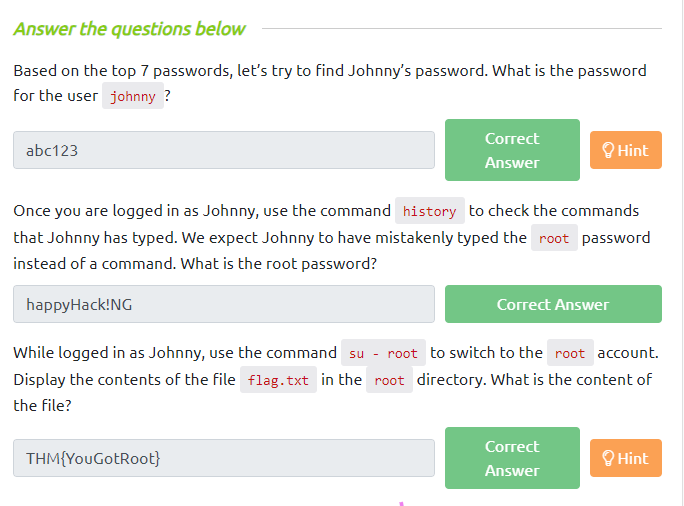 Answer the questions below
Based on the top 7 passwords, let’s try to find Johnny’s password. What is the password
for the user johnny ?
abc123
Correct
Answer
Hint
Once you are logged in as Johnny, use the command history to check the commands
that Johnny has typed. We expect Johnny to have mistakenly typed the root password
instead of a command. What is the root password?
happyHack!NG
Correct Answer
While logged in as Johnny, use the command su - root to switch to the root account.
Display the contents of the file flag.txt in the root directory. What is the content of
the file?
THM{YouGotRoot}
Correct
Answer
Hint